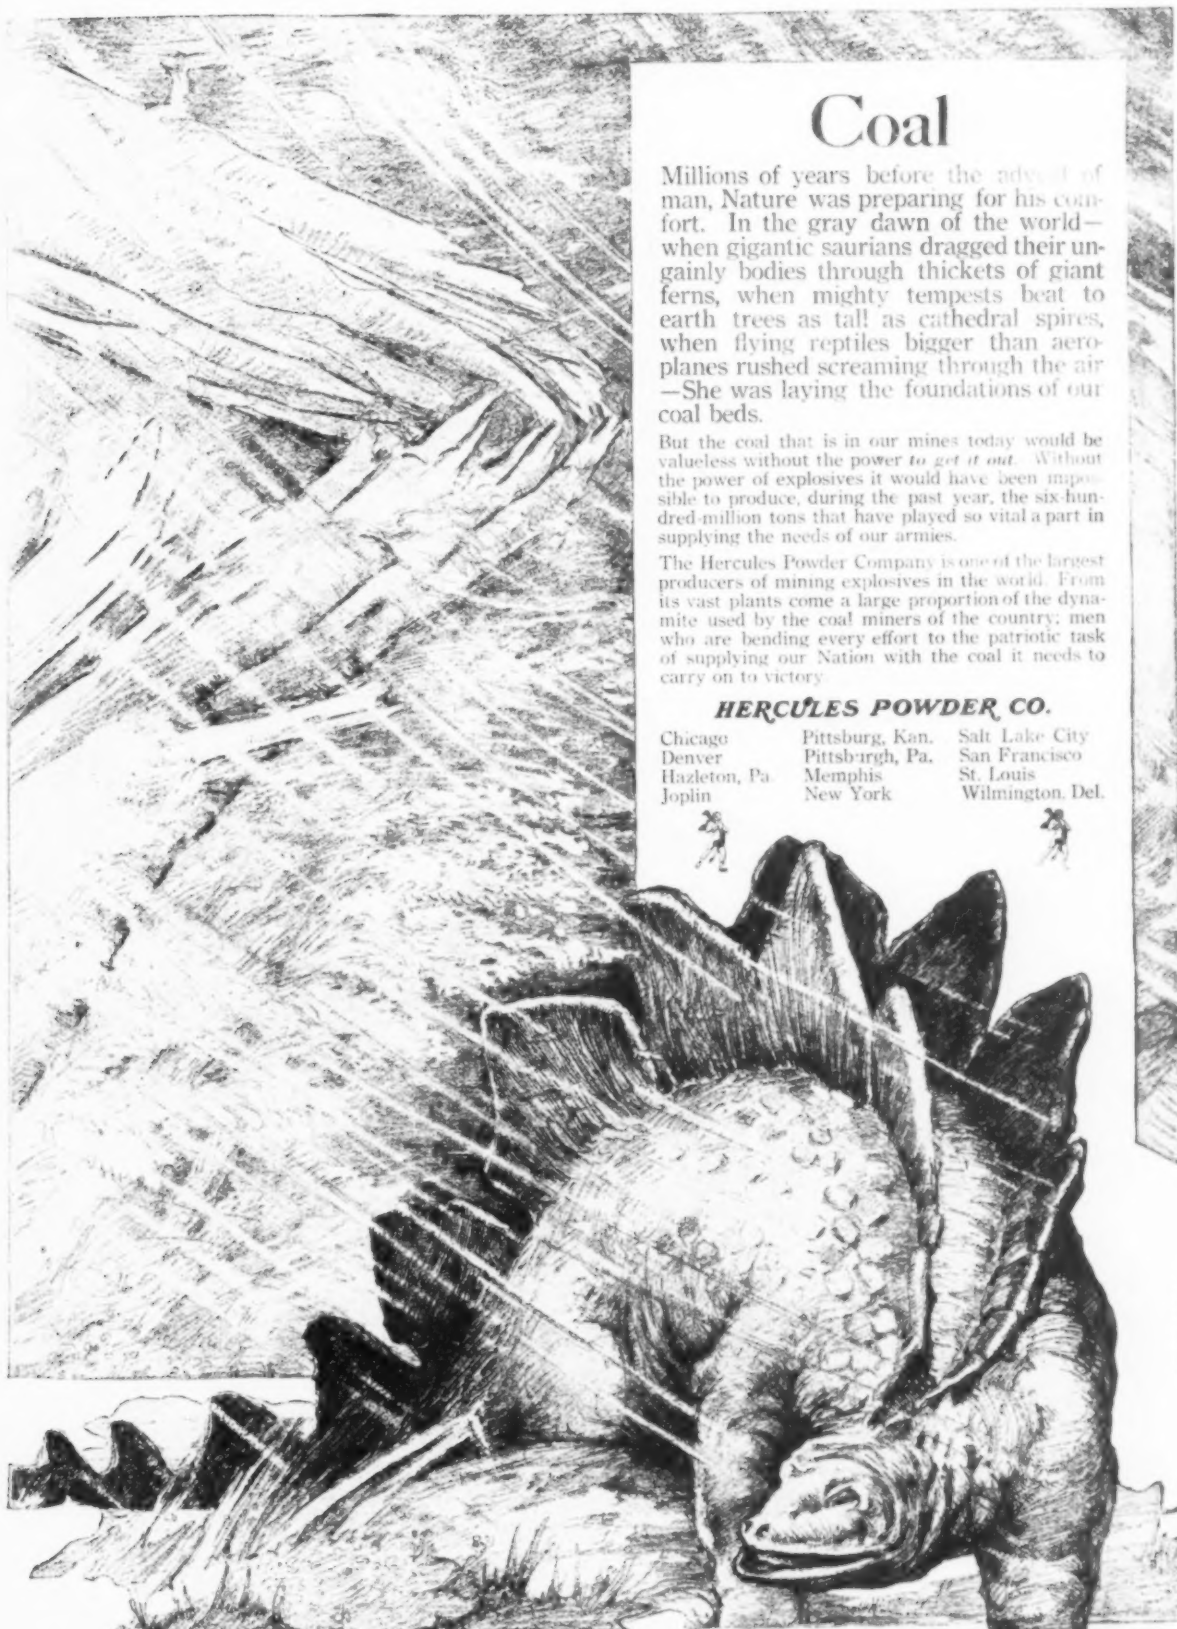 Coal
Millions of years before the advent of
man, Nature was preparing for his com-
fort. In the gray dawn of the world—
when gigantic saurians dragged their un-
gainly bodies through thickets of giant
ferns, when mighty tempests beat to
earth trees as tall as cathedral spires,
when flying reptiles bigger than aero-
planes rushed screaming through the air
—She was laying the foundations of our
coal beds.
But the coal that is in our mines today would be
valueless without the power to get it out. Without
the power of explosives it would have been impos-
sible to produce, during the past year, the six-hun-
dred-million tons that have played so vital a part in
supplying the needs of our armies.
The Hercules Powder Company is one of the largest
producers of mining explosives in the world. From
its vast plants come a large proportion of the dyna-
mite used by the coal miners of the country; men
who are bending every effort to the patriotic task
of supplying our Nation with the coal it needs to
carry on to victory
HERCULES POWDER CO.
Chicago Pittsburg, Kan. Salt Lake City
Denver Pittsburgh, Pa. San Francisco
Hazleton, Pa. Memphis St. Louis
Joplin New York Wilmington, Del.